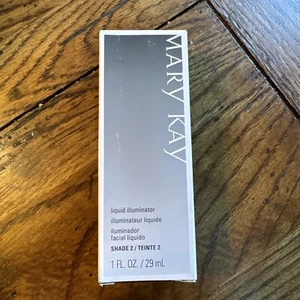 MARY KAY
liquid illuminator
illuminateur liquide
iluminador
facial líquido
SHADE 2 / TEINTE 2
1 FL. OZ. / 29 mL